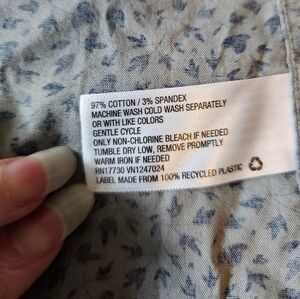 97% COTTON / 3% SPANDEX
MACHINE WASH COLD WASH SEPARATELY
OR WITH LIKE COLORS
GENTLE CYCLE
ONLY NON-CHLORINE BLEACH IF NEEDED
TUMBLE DRY LOW, REMOVE PROMPTLY
WARM IRON IF NEEDED
RN17730 VN1247024
LABEL MADE FROM 100% RECYCLED PLASTIC